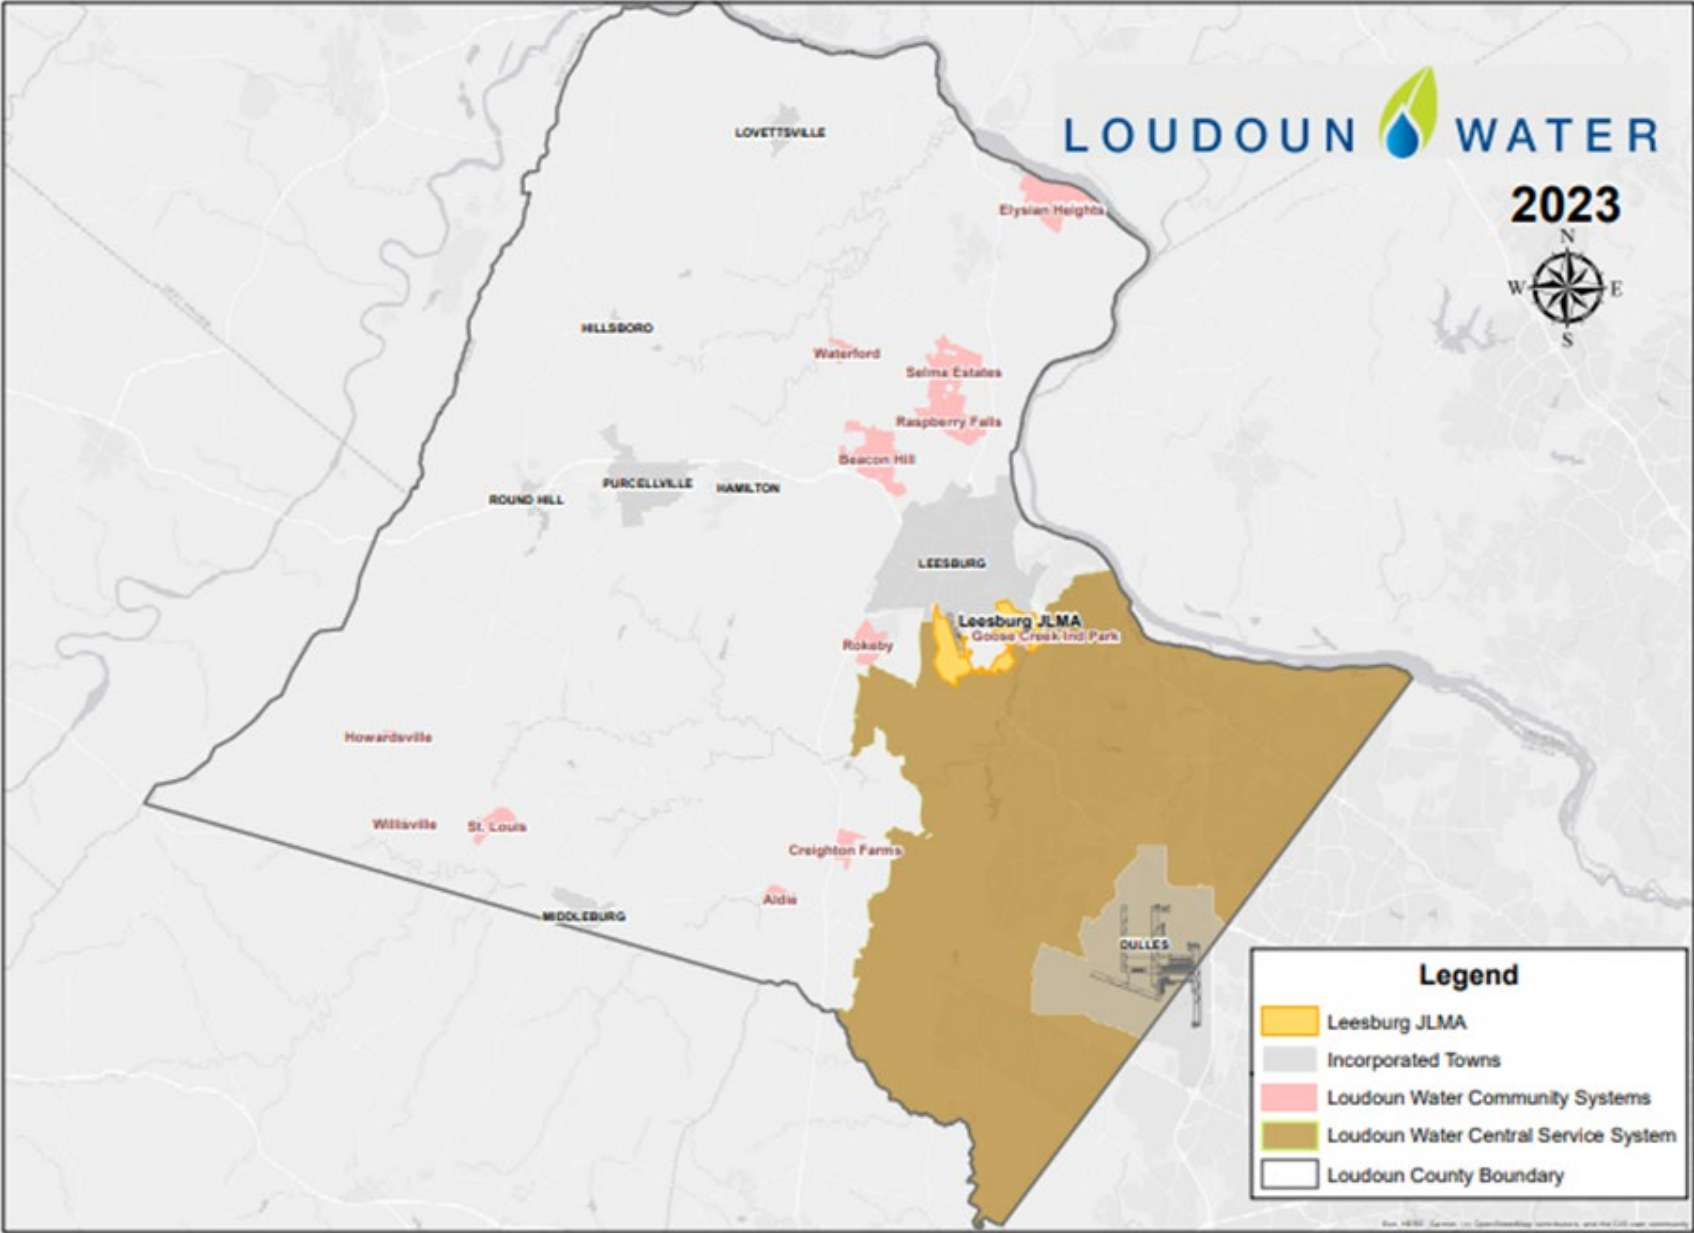 LOUDOUN WATER
2023
N
W E
S
LOVETTSVILLE
Elysian Heights
HILLSBORO
Waterford
Selma Estates
Raspberry Falls
Beacon Hill
PURCELLVILLE
HAMILTON
ROUND HILL
LEESBURG
Leesburg JLMA
Goose Creek Ind Park
Rokeby
Howardsville
Willisville
St. Louis
Creighton Farms
Aldie
MIDDLEBURG
DULLES
Legend
Leesburg JLMA
Incorporated Towns
Loudoun Water Community Systems
Loudoun Water Central Service System
Loudoun County Boundary